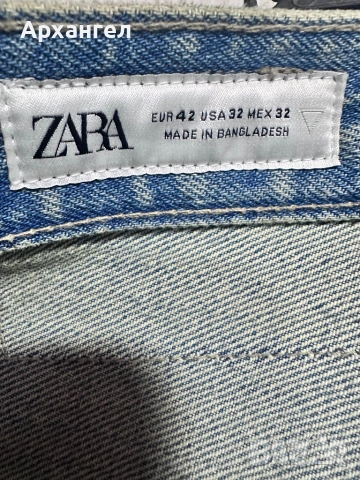 Архангел
ZARA
EUR 42 USA 32 MEX 32
MADE IN BANGLADESH